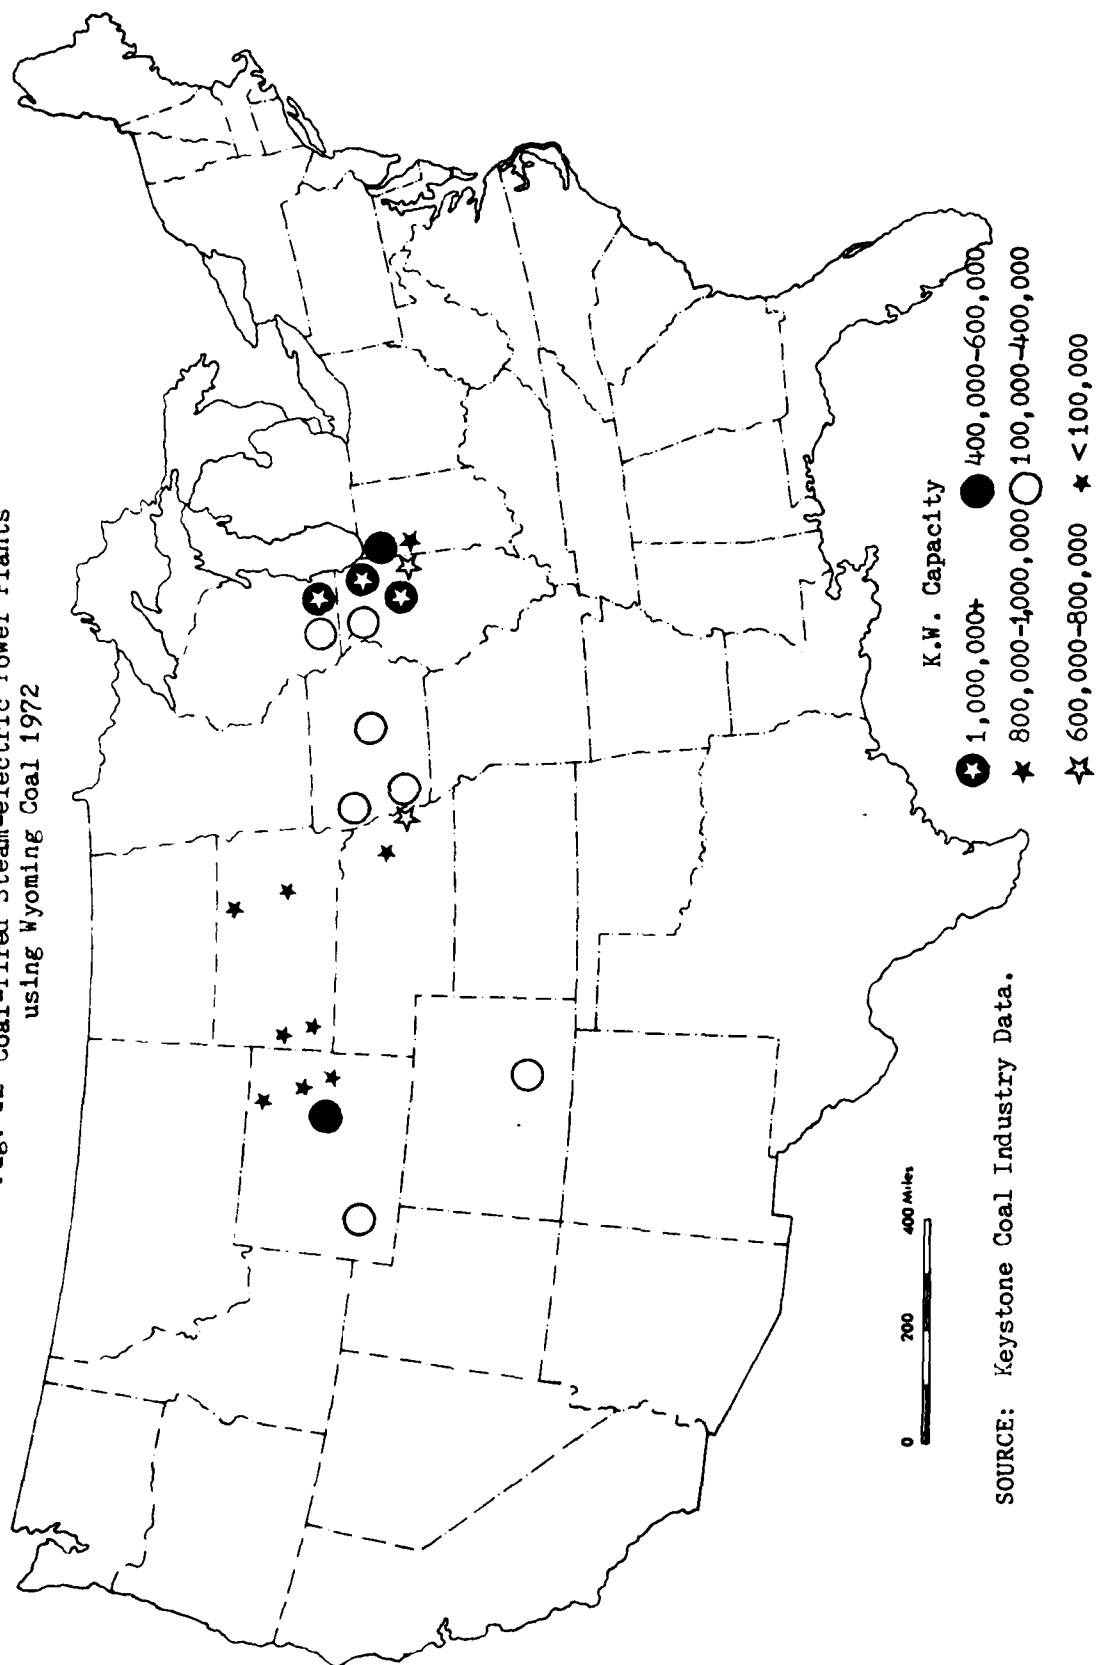 Fig. 12 Coal-fired Steam-electric Power Plants
using Wyoming Coal 1972
K.W. Capacity
1,000,000+ 400,000-600,000
800,000-1,000,000 100,000-400,000
600,000-800,000 <100,000
0 200 400 Miles
SOURCE: Keystone Coal Industry Data.